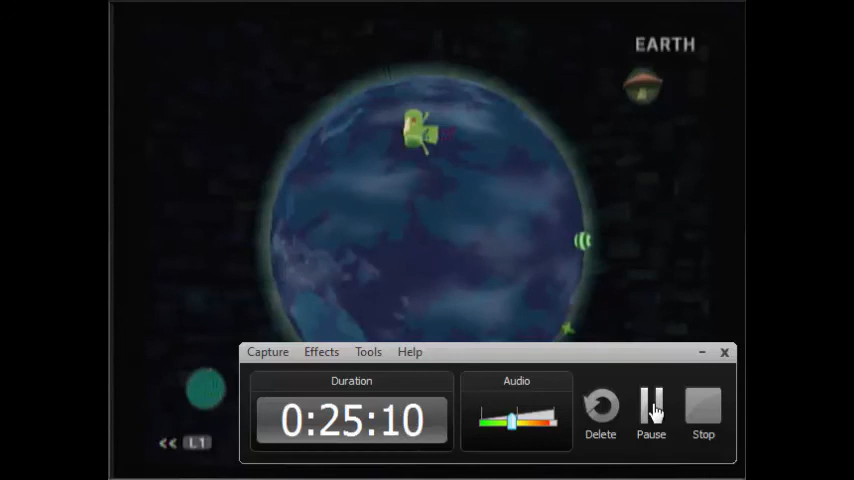 EARTH
Capture Effects Tools Help
Duration Audio
0:25:10
Delete Pause Stop
<< L1